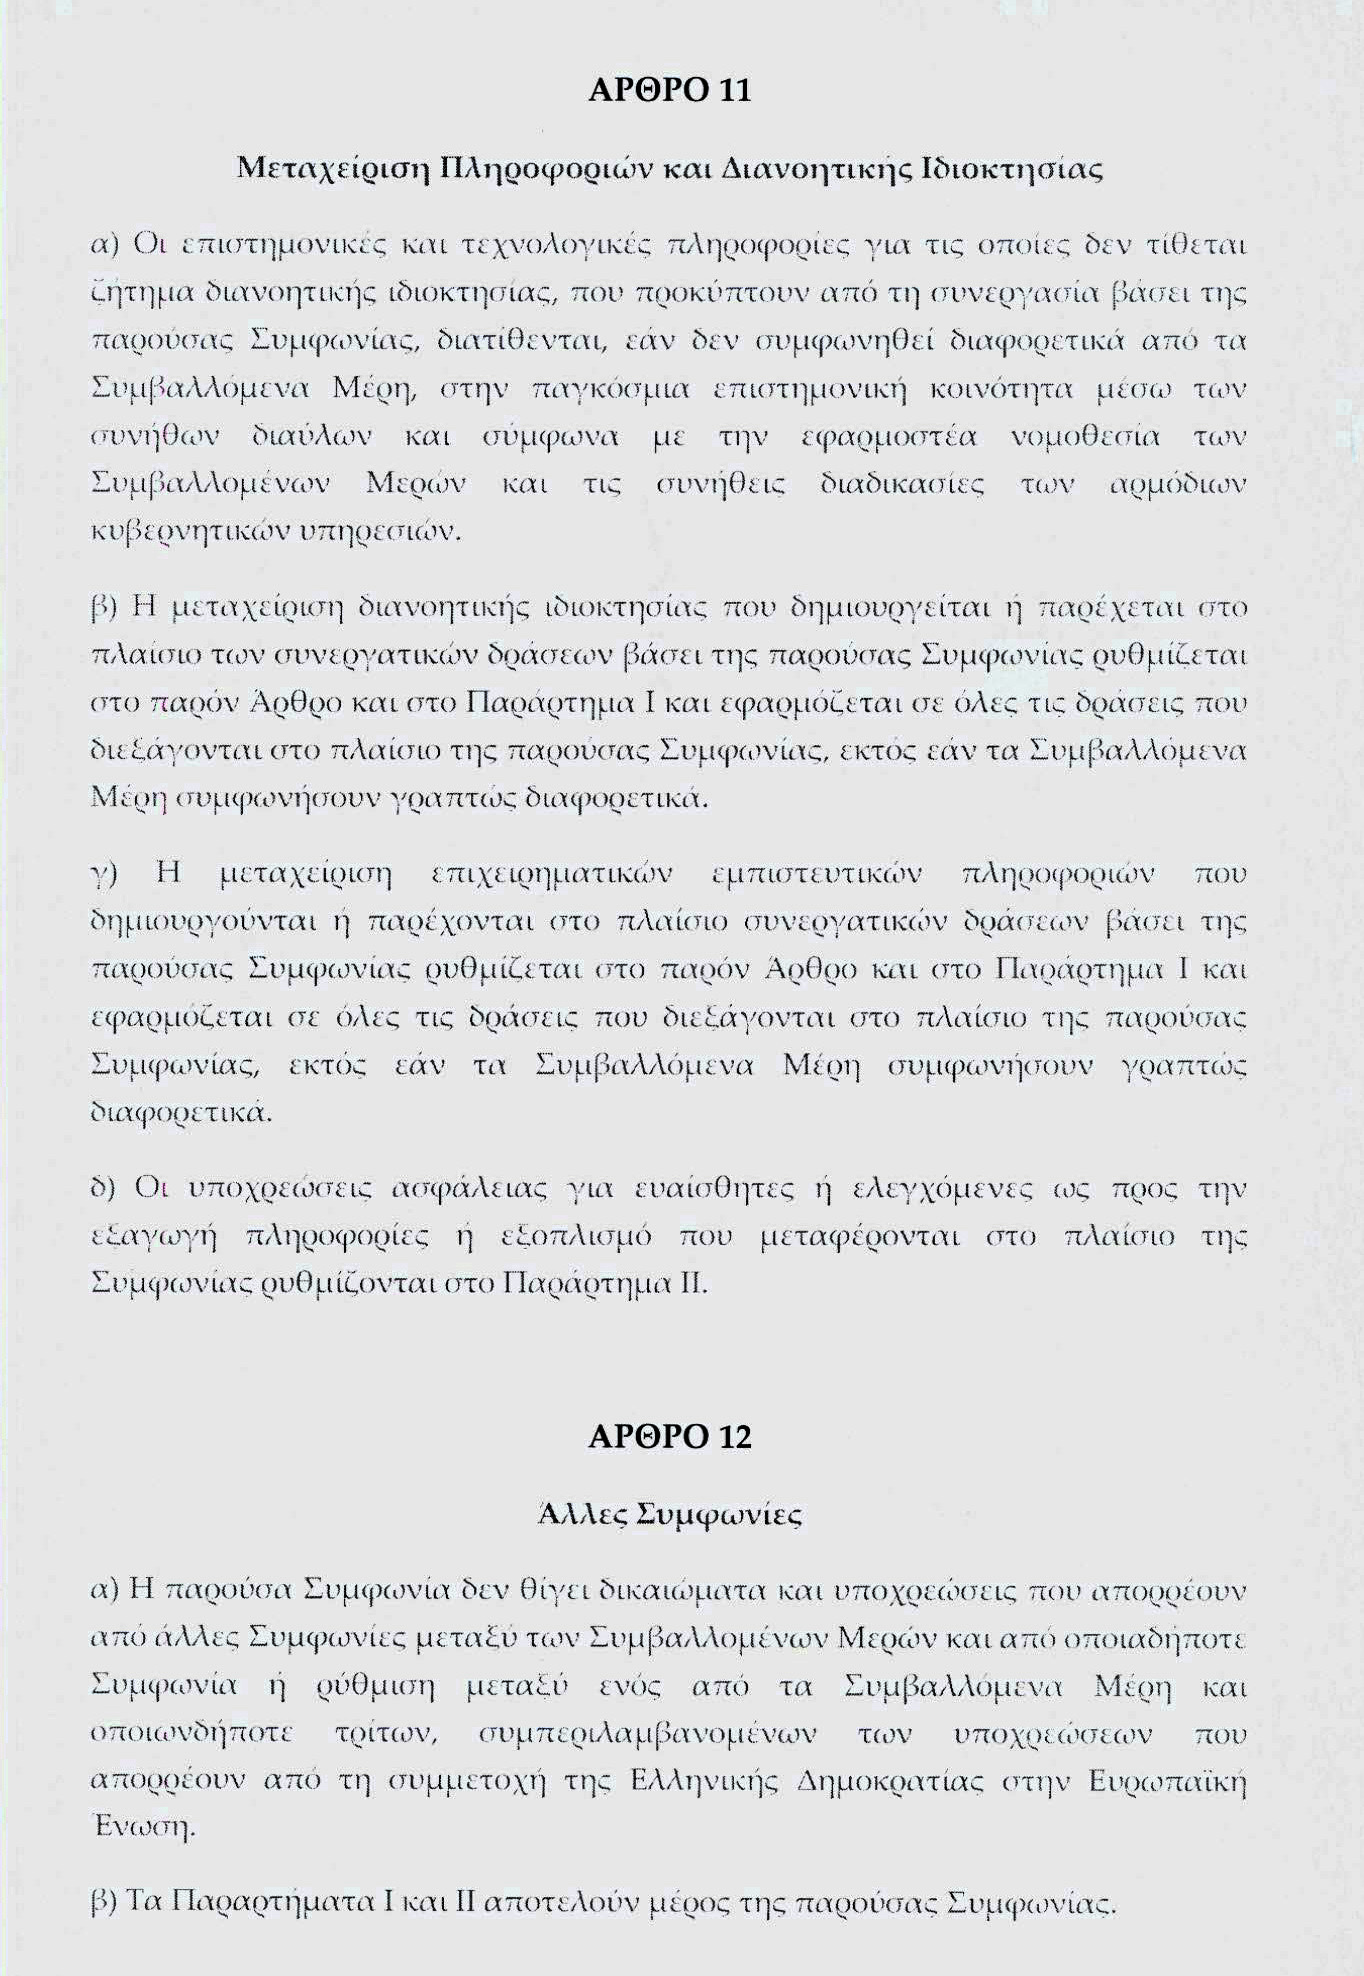 ΑΡΘΡΟ 11
Μεταχείριση Πληροφοριών και Διανοητικής Ιδιοκτησίας
α) Οι επιστημονικές και τεχνολογικές πληροφορίες για τις οποίες δεν τίθεται
ζήτημα διανοητικής ιδιοκτησίας, που προκύπτουν από τη συνεργασία βάσει της
παρούσας Συμφωνίας, διατίθενται, εάν δεν συμφωνηθεί διαφορετικά από τα
Συμβαλλόμενα Μέρη, στην παγκόσμια επιστημονική κοινότητα μέσω των
συνήθων διαύλων και σύμφωνα με την εφαρμοστέα νομοθεσία των
Συμβαλλομένων Μερών και τις συνήθεις διαδικασίες των αρμόδιων
κυβερνητικών υπηρεσιών.
β) Η μεταχείριση διανοητικής ιδιοκτησίας που δημιουργείται ή παρέχεται στο
πλαίσιο των συνεργατικών δράσεων βάσει της παρούσας Συμφωνίας ρυθμίζεται
στο παρόν Άρθρο και στο Παράρτημα Ι και εφαρμόζεται σε όλες τις δράσεις που
διεξάγονται στο πλαίσιο της παρούσας Συμφωνίας, εκτός εάν τα Συμβαλλόμενα
Μέρη συμφωνήσουν γραπτώς διαφορετικά.
γ) Η μεταχείριση επιχειρηματικών εμπιστευτικών πληροφοριών που
δημιουργούνται ή παρέχονται στο πλαίσιο συνεργατικών δράσεων βάσει της
παρούσας Συμφωνίας ρυθμίζεται στο παρόν Άρθρο και στο Παράρτημα Ι και
εφαρμόζεται σε όλες τις δράσεις που διεξάγονται στο πλαίσιο της παρούσας
Συμφωνίας, εκτός εάν τα Συμβαλλόμενα Μέρη συμφωνήσουν γραπτώς
διαφορετικά.
δ) Οι υποχρεώσεις ασφάλειας για ευαίσθητες ή ελεγχόμενες ως προς την
εξαγωγή πληροφορίες ή εξοπλισμό που μεταφέρονται στο πλαίσιο της
Συμφωνίας ρυθμίζονται στο Παράρτημα ΙΙ.
ΑΡΘΡΟ 12
Άλλες Συμφωνίες
α) Η παρούσα Συμφωνία δεν θίγει δικαιώματα και υποχρεώσεις που απορρέουν
από άλλες Συμφωνίες μεταξύ των Συμβαλλομένων Μερών και από οποιαδήποτε
Συμφωνία ή ρύθμιση μεταξύ ενός από τα Συμβαλλόμενα Μέρη και
οποιωνδήποτε τρίτων, συμπεριλαμβανομένων των υποχρεώσεων που
απορρέουν από τη συμμετοχή της Ελληνικής Δημοκρατίας στην Ευρωπαϊκή
Ένωση.
β) Τα Παραρτήματα Ι και ΙΙ αποτελούν μέρος της παρούσας Συμφωνίας.